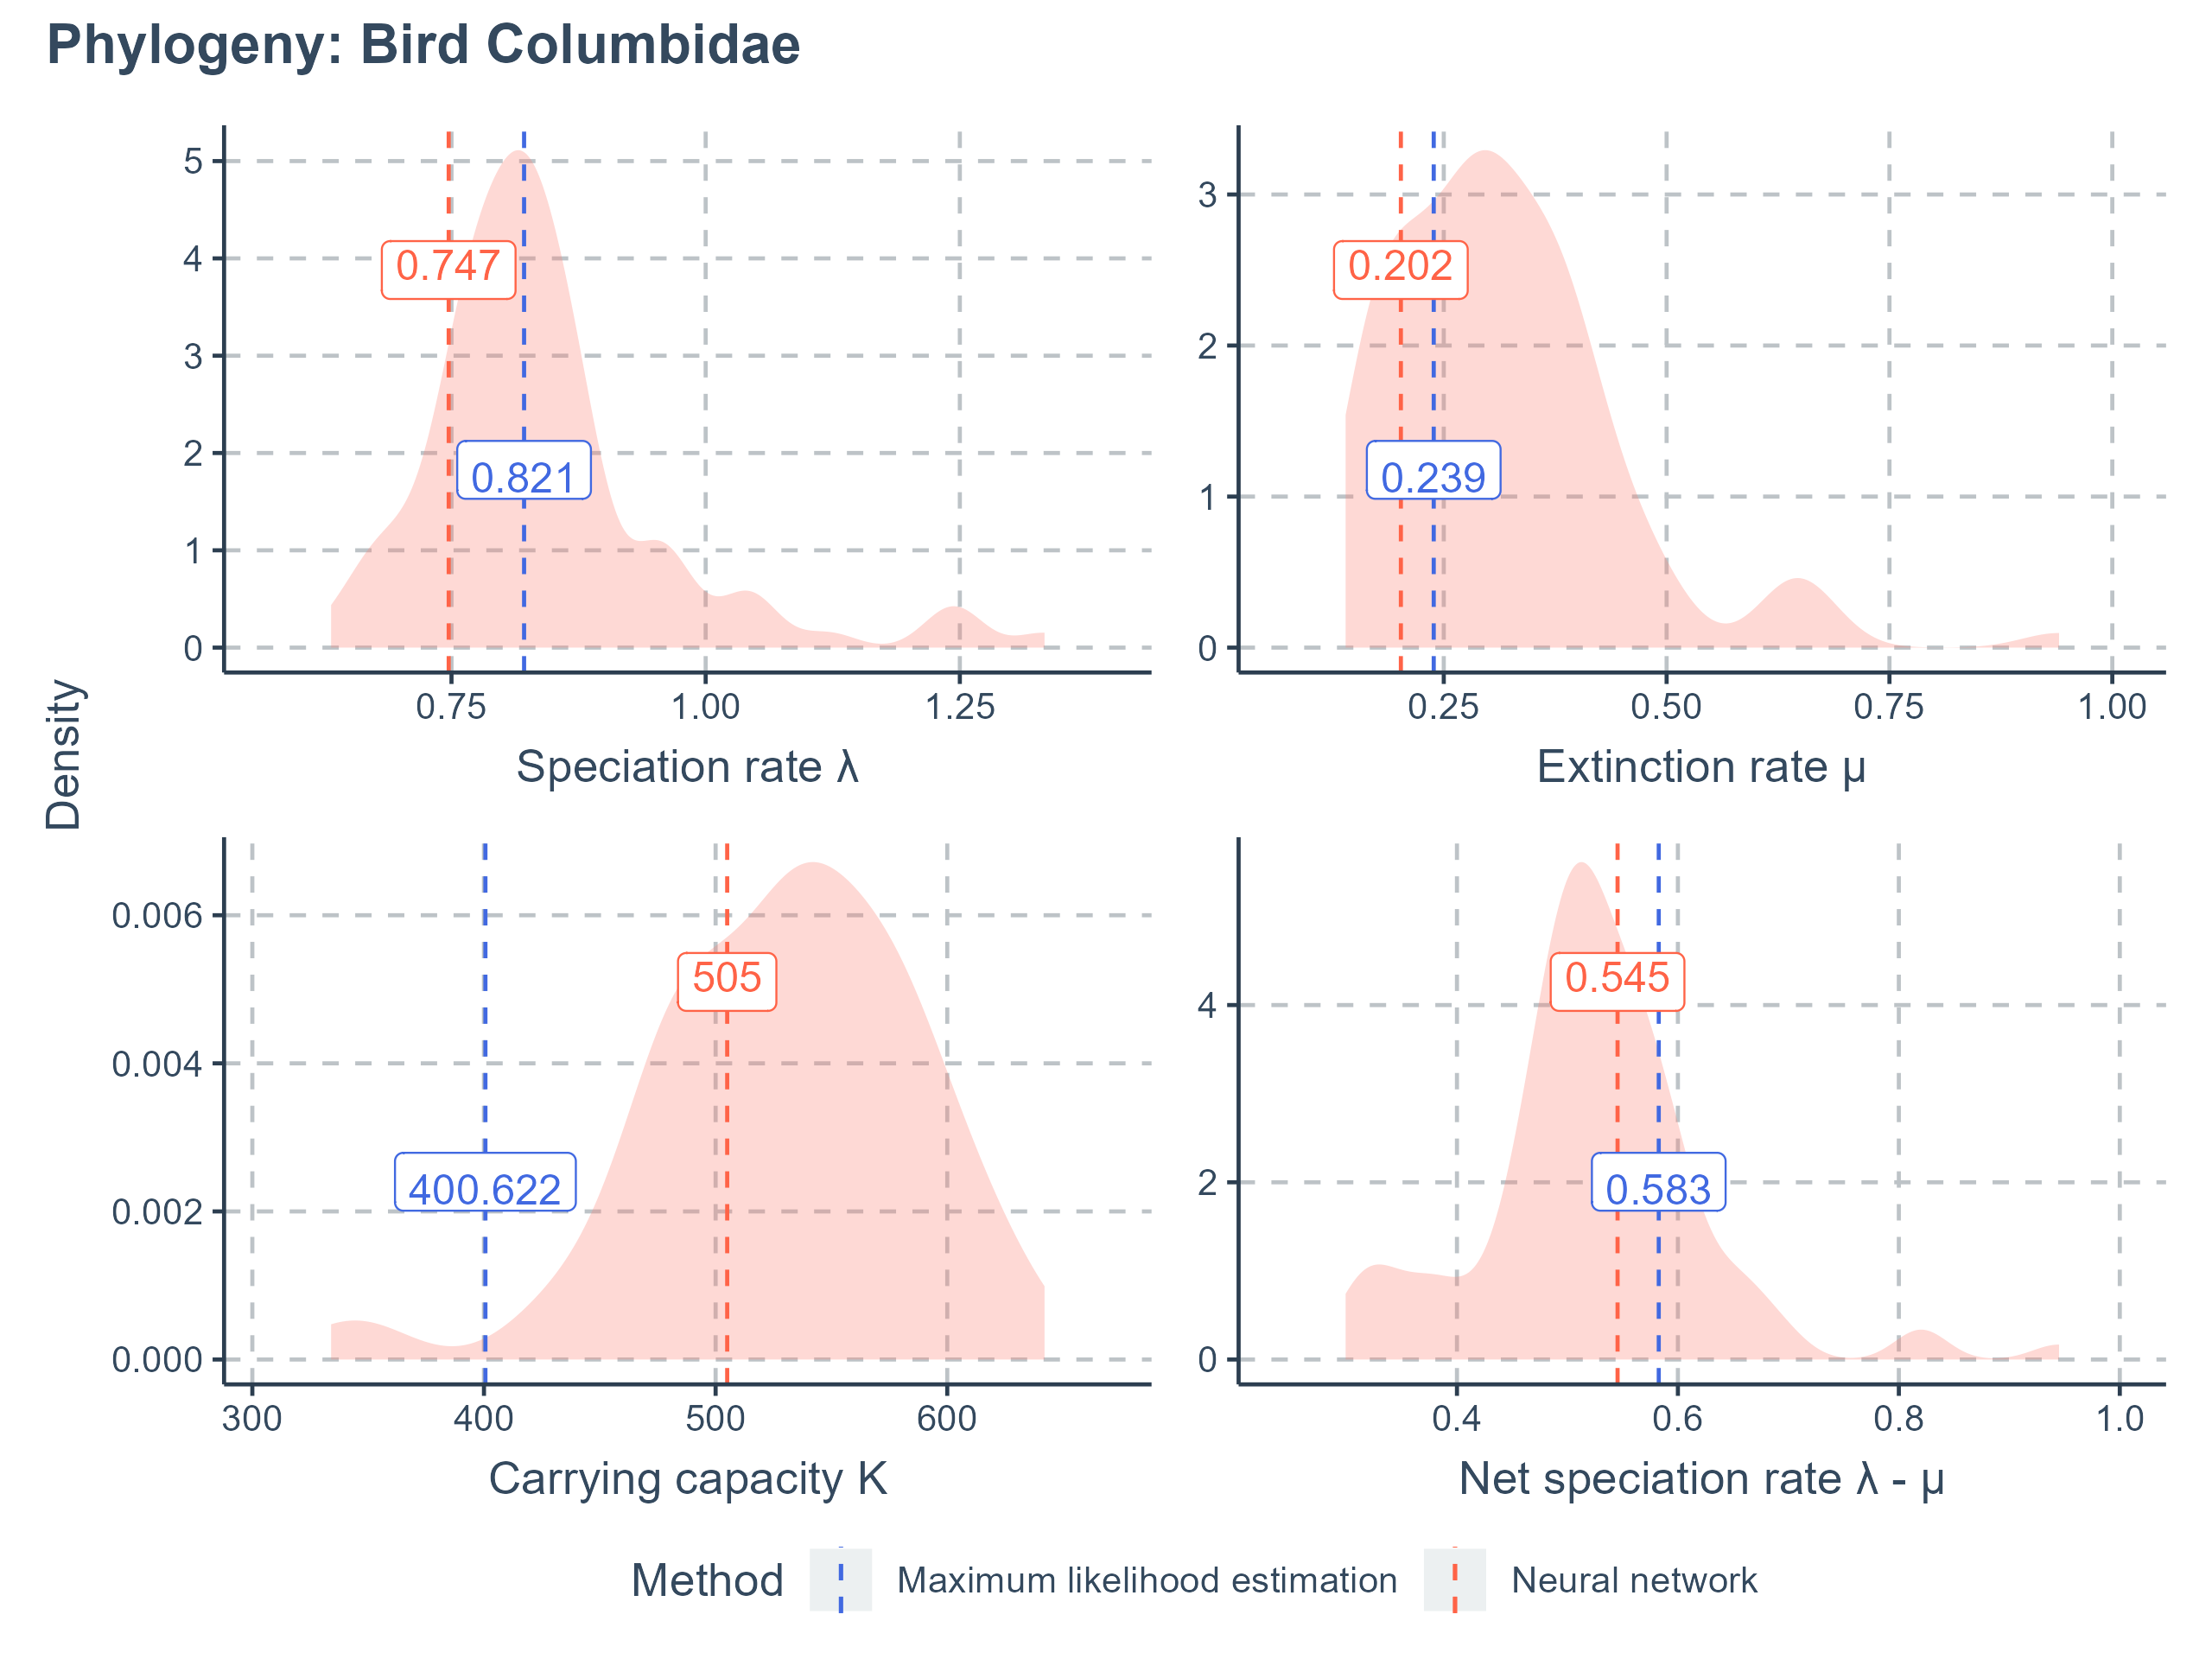 Phylogeny: Bird Columbidae
Density
5
4
3
2
1
0
0.747
0.821
0.75 1.00 1.25
Speciation rate λ
3
2
1
0
0.202
0.239
0.25 0.50 0.75 1.00
Extinction rate μ
0.006
0.004
0.002
0.000
505
400.622
300 400 500 600
Carrying capacity K
4
2
0
0.545
0.583
0.4 0.6 0.8 1.0
Net speciation rate λ - μ
Method Maximum likelihood estimation Neural network